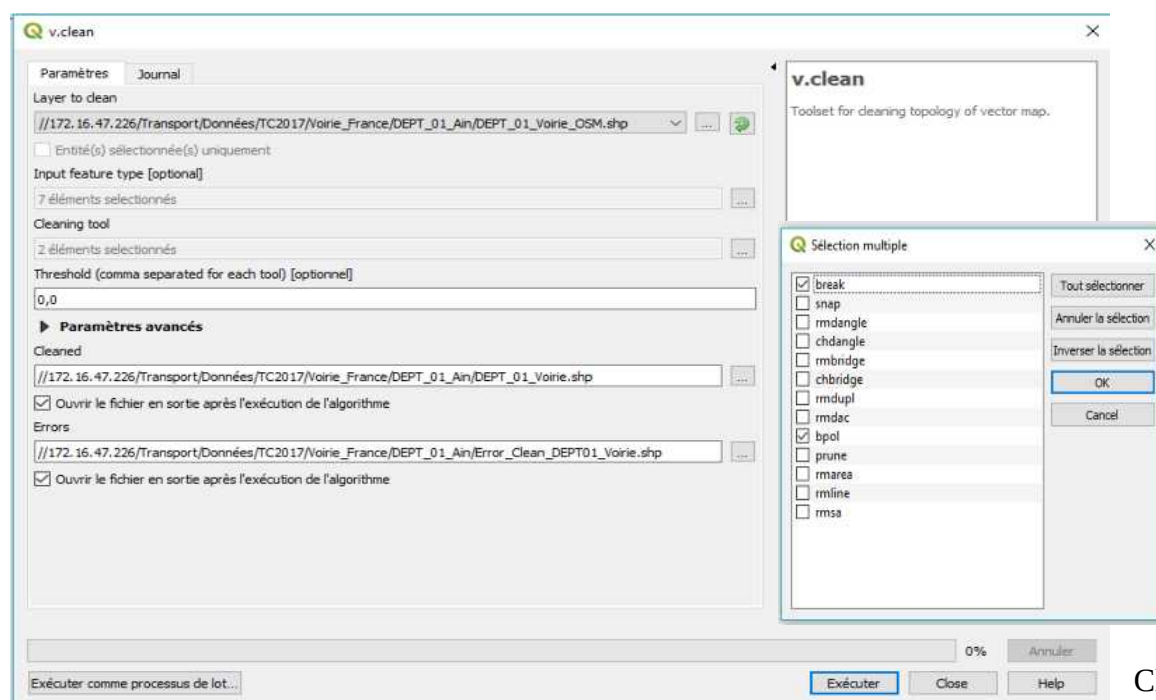 v.clean
Paramètres
Journal
Layer to clean
//172.16.47.226/Transport/Données/TC2017/Voirie_France/DEPT_01_Ain/DEPT_01_Voirie_OSM.shp
...
Entité(s) sélectionnée(s) uniquement
Input feature type [optional]
7 éléments selectionnés
...
Cleaning tool
2 éléments selectionnés
...
Threshold (comma separated for each tool) [optionnel]
0,0
Paramètres avancés
Cleaned
//172.16.47.226/Transport/Données/TC2017/Voirie_France/DEPT_01_Ain/DEPT_01_Voirie.shp
...
Ouvrir le fichier en sortie après l'exécution de l'algorithme
Errors
//172.16.47.226/Transport/Données/TC2017/Voirie_France/DEPT_01_Ain/Error_Clean_DEPT01_Voirie.shp
...
Ouvrir le fichier en sortie après l'exécution de l'algorithme
v.clean
Toolset for cleaning topology of vector map.
Sélection multiple
break
snap
rmdangle
chdangle
rmbridge
chbridge
rmdupl
rmdac
bpol
prune
rmarea
rmline
rmsa
Tout sélectionner
Annuler la sélection
Inverser la sélection
OK
Cancel
0%
Annuler
Exécuter comme processus de lot...
Exécuter
Close
Help
C